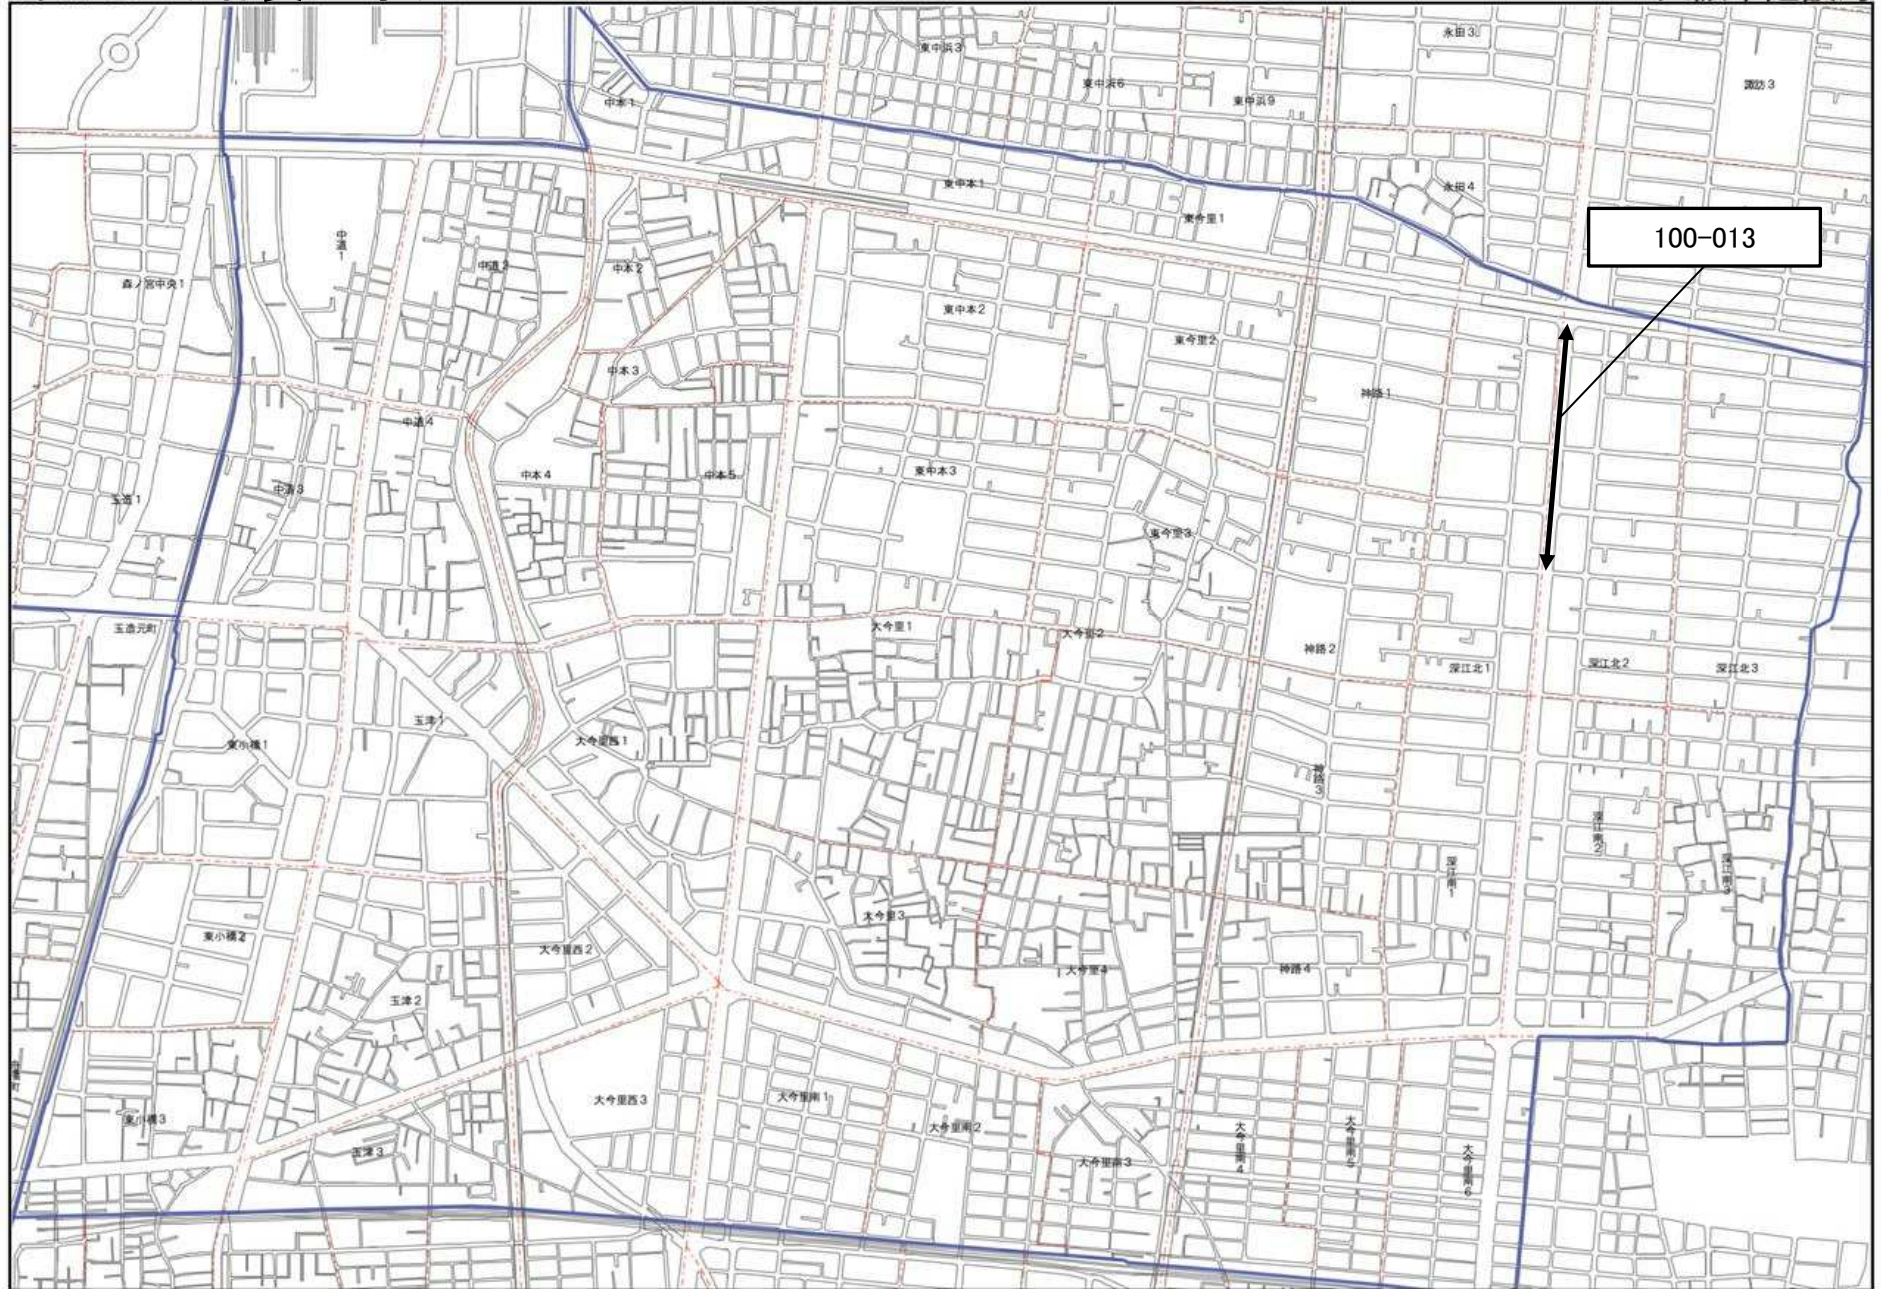 東中浜3
永田3
東中浜6
諏訪3
中本1
東中浜9
東中本1
永田4
東今里1
100-013
中道1
中道2
中本2
森ノ宮中央1
東中本2
東今里2
中本3
神路1
中道4
東中本3
中本4
中本5
中道3
玉造1
東今里3
玉造元町
大今里1
大今里2
神路2
深江北1
深江北2
深江北3
玉津1
東小橋1
大今里西1
神路3
深江南2
深江南1
深江南3
大今里3
東小橋2
大今里西2
大今里4
神路4
玉津2
大今里西3
大今里南1
東小橋3
大今里南2
大今里南4
大今里南5
玉津3
大今里南3
大今里南6